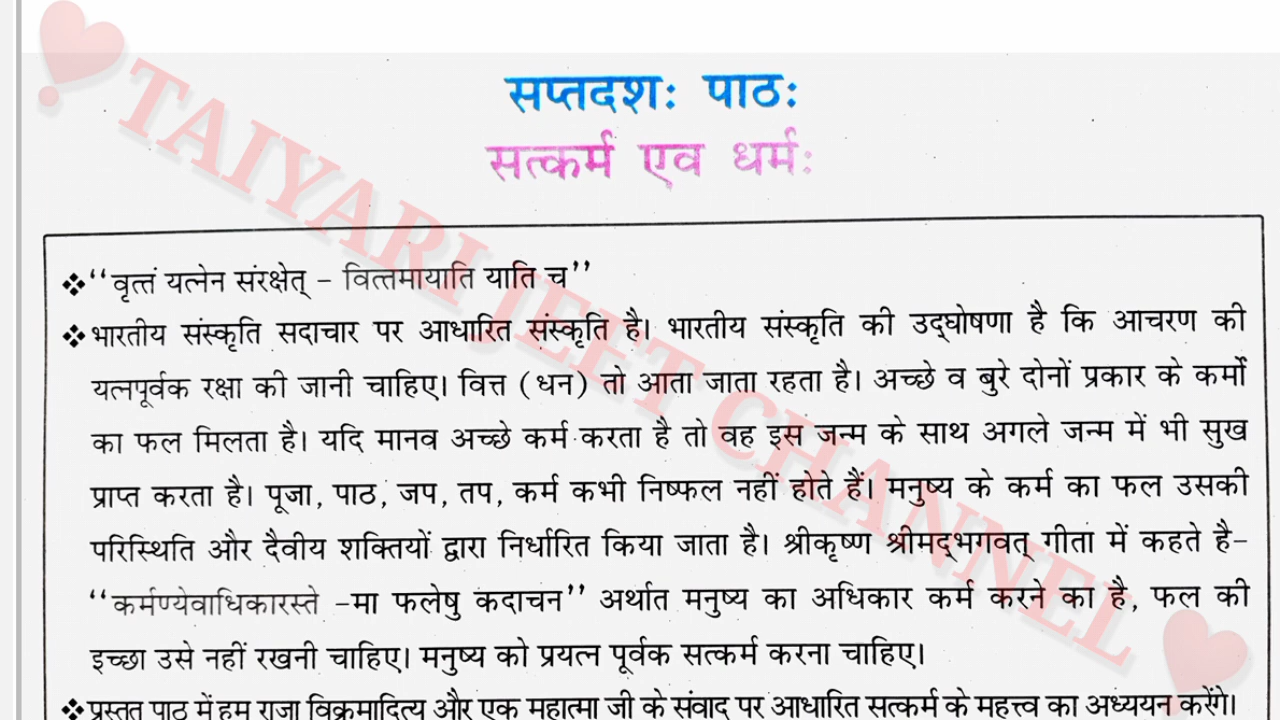 सप्तदशः पाठः
सत्कर्म एव धर्मः
❖‘‘वृत्तं यत्नेन संरक्षेत् – वित्तमायाति याति च’’
❖भारतीय संस्कृति सदाचार पर आधारित संस्कृति है। भारतीय संस्कृति की उद्घोषणा है कि आचरण की
यत्नपूर्वक रक्षा की जानी चाहिए। वित्त (धन) तो आता जाता रहता है। अच्छे व बुरे दोनों प्रकार के कर्मों
का फल मिलता है। यदि मानव अच्छे कर्म करता है तो वह इस जन्म के साथ अगले जन्म में भी सुख
प्राप्त करता है। पूजा, पाठ, जप, तप, कर्म कभी निष्फल नहीं होते हैं। मनुष्य के कर्म का फल उसकी
परिस्थिति और दैवीय शक्तियों द्वारा निर्धारित किया जाता है। श्रीकृष्ण श्रीमद्भगवत् गीता में कहते है–
‘‘कर्मण्येवाधिकारस्ते –मा फलेषु कदाचन’’ अर्थात मनुष्य का अधिकार कर्म करने का है, फल की
इच्छा उसे नहीं रखनी चाहिए। मनुष्य को प्रयत्न पूर्वक सत्कर्म करना चाहिए।
❖प्रस्तुत पाठ में हम राजा विक्रमादित्य और एक महात्मा जी के संवाद पर आधारित सत्कर्म के महत्त्व का अध्ययन करेंगे।
TAIYARI JEET CHANNEL